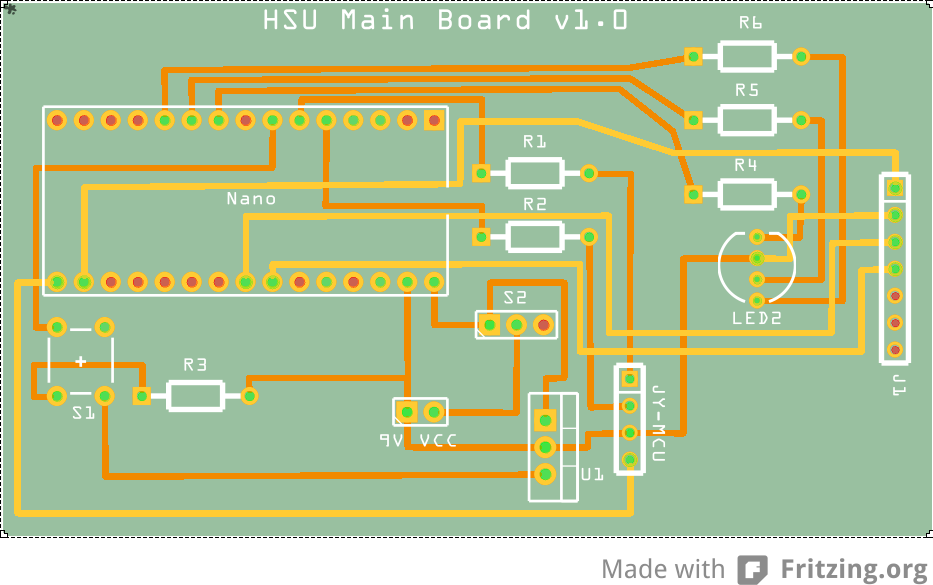 HSU Main Board v1.0
R6
R5
R1
R4
Nano
R2
S2
LED2
R3
J1
S1
JY-MCU
9V VCC
U1
Made with Fritzing.org